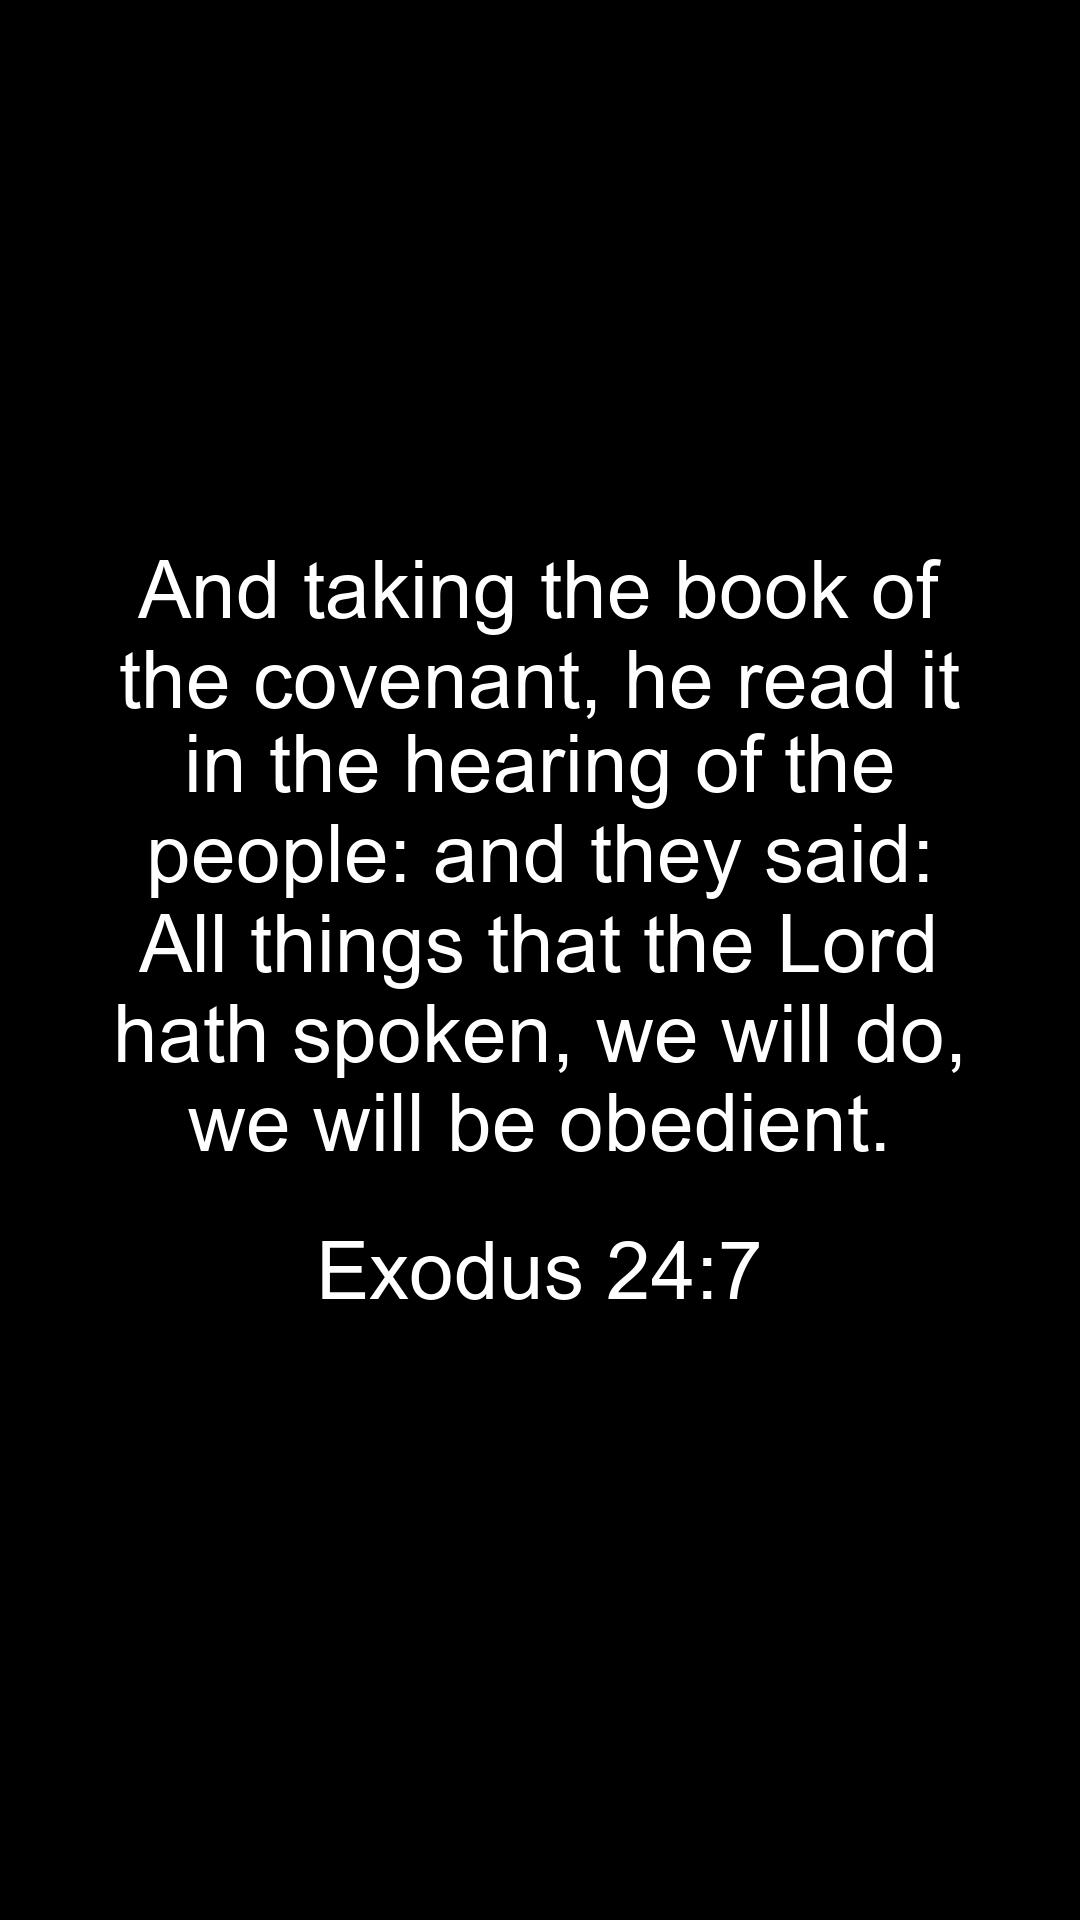 And taking the book of
the covenant, he read it
in the hearing of the
people: and they said:
All things that the Lord
hath spoken, we will do,
we will be obedient.
Exodus 24:7